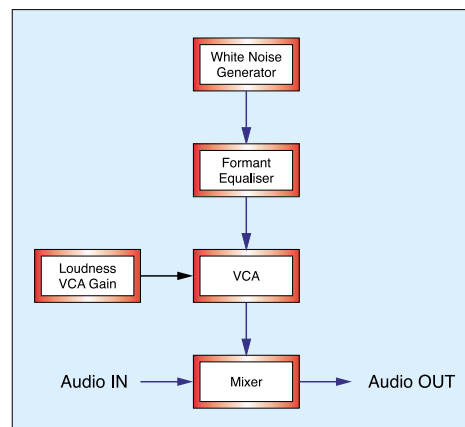 White Noise
Generator
Formant
Equaliser
Loudness
VCA Gain
VCA
Audio IN
Mixer
Audio OUT